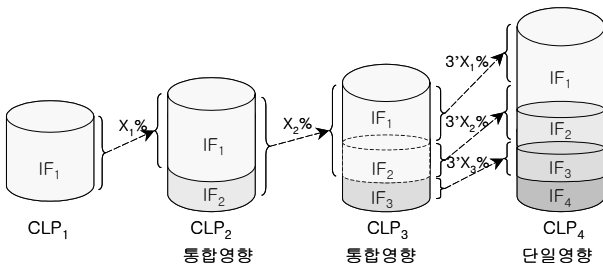 IF₁
CLP₁
X₁%
IF₁
IF₂
CLP₂
통합영향
X₂%
IF₁
IF₂
IF₃
CLP₃
통합영향
3'X₁%
3'X₂%
3'X₃%
IF₁
IF₂
IF₃
IF₄
CLP₄
단일영향